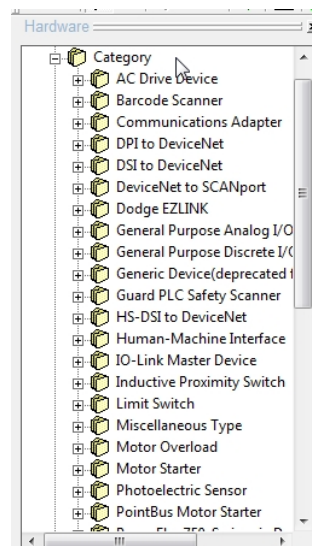 Hardware
Category
AC Drive Device
Barcode Scanner
Communications Adapter
DPI to DeviceNet
DSI to DeviceNet
DeviceNet to SCANport
Dodge EZLINK
General Purpose Analog I/O
General Purpose Discrete I/O
Generic Device(deprecated f
Guard PLC Safety Scanner
HS-DSI to DeviceNet
Human-Machine Interface
IO-Link Master Device
Inductive Proximity Switch
Limit Switch
Miscellaneous Type
Motor Overload
Motor Starter
Photoelectric Sensor
PointBus Motor Starter